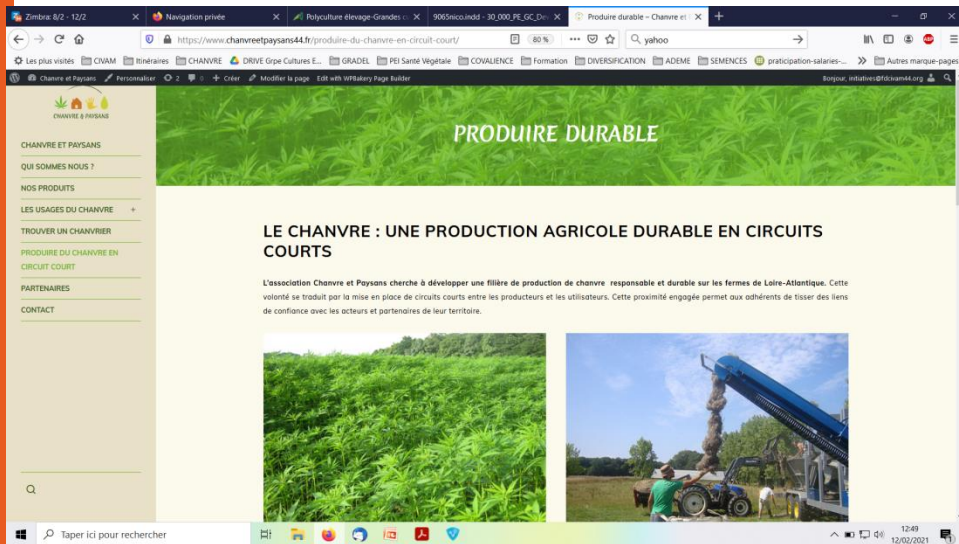 Zimbra: 8/2 - 12/2
Navigation privée
Polyculture élevage-Grandes c
9065nico.indd - 30_000_PE_GC_De
Produire durable – Chanvre et
https://www.chanvreetpaysans44.fr/produire-du-chanvre-en-circuit-court/
80 %
yahoo
Les plus visités
CIVAM
Itinéraires
CHANVRE
DRIVE Grpe Cultures E...
GRADEL
PEI Santé Végétale
COVALIENCE
Formation
DIVERSIFICATION
ADEME
SEMENCES
praticipation-salaries-...
Autres marque-pages
Chanvre et Paysans
Personnaliser
2
Créer
Modifier la page
Edit with WPBakery Page Builder
Bonjour, initiatives@fdcivam44.org
CHANVRE & PAYSANS
CHANVRE ET PAYSANS
QUI SOMMES NOUS ?
NOS PRODUITS
LES USAGES DU CHANVRE +
TROUVER UN CHANVRIER
PRODUIRE DU CHANVRE EN
CIRCUIT COURT
PARTENAIRES
CONTACT
PRODUIRE DURABLE
LE CHANVRE : UNE PRODUCTION AGRICOLE DURABLE EN CIRCUITS
COURTS
L'association Chanvre et Paysans cherche à développer une filière de production de chanvre responsable et durable sur les fermes de Loire-Atlantique. Cette
volonté se traduit par la mise en place de circuits courts entre les producteurs et les utilisateurs. Cette proximité engagée permet aux adhérents de tisser des liens
de confiance avec les acteurs et partenaires de leur territoire.
Taper ici pour rechercher
12:49
12/02/2021